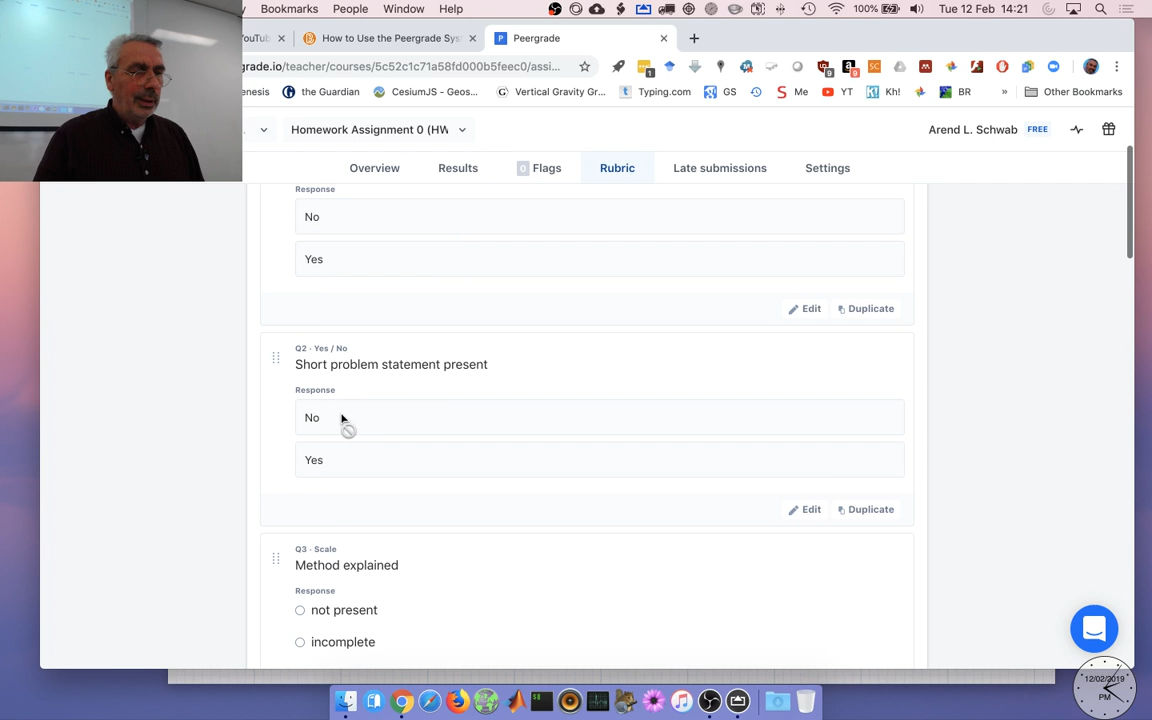 Bookmarks People Window Help 100% Tue 12 Feb 14:21
YouTub How to Use the Peergrade Sys Peergrade
grade.io/teacher/courses/5c52c1c71a58fd000b5feec0/assi...
enesis the Guardian CesiumJS - Geos... Vertical Gravity Gr... Typing.com GS Me YT Kh! BR » Other Bookmarks
Homework Assignment 0 (HW Arend L. Schwab FREE
Overview Results 0 Flags Rubric Late submissions Settings
Response
No
Yes
Edit Duplicate
Q2 · Yes / No
Short problem statement present
Response
No
Yes
Edit Duplicate
Q3 · Scale
Method explained
Response
not present
incomplete
12/02/2019
PM